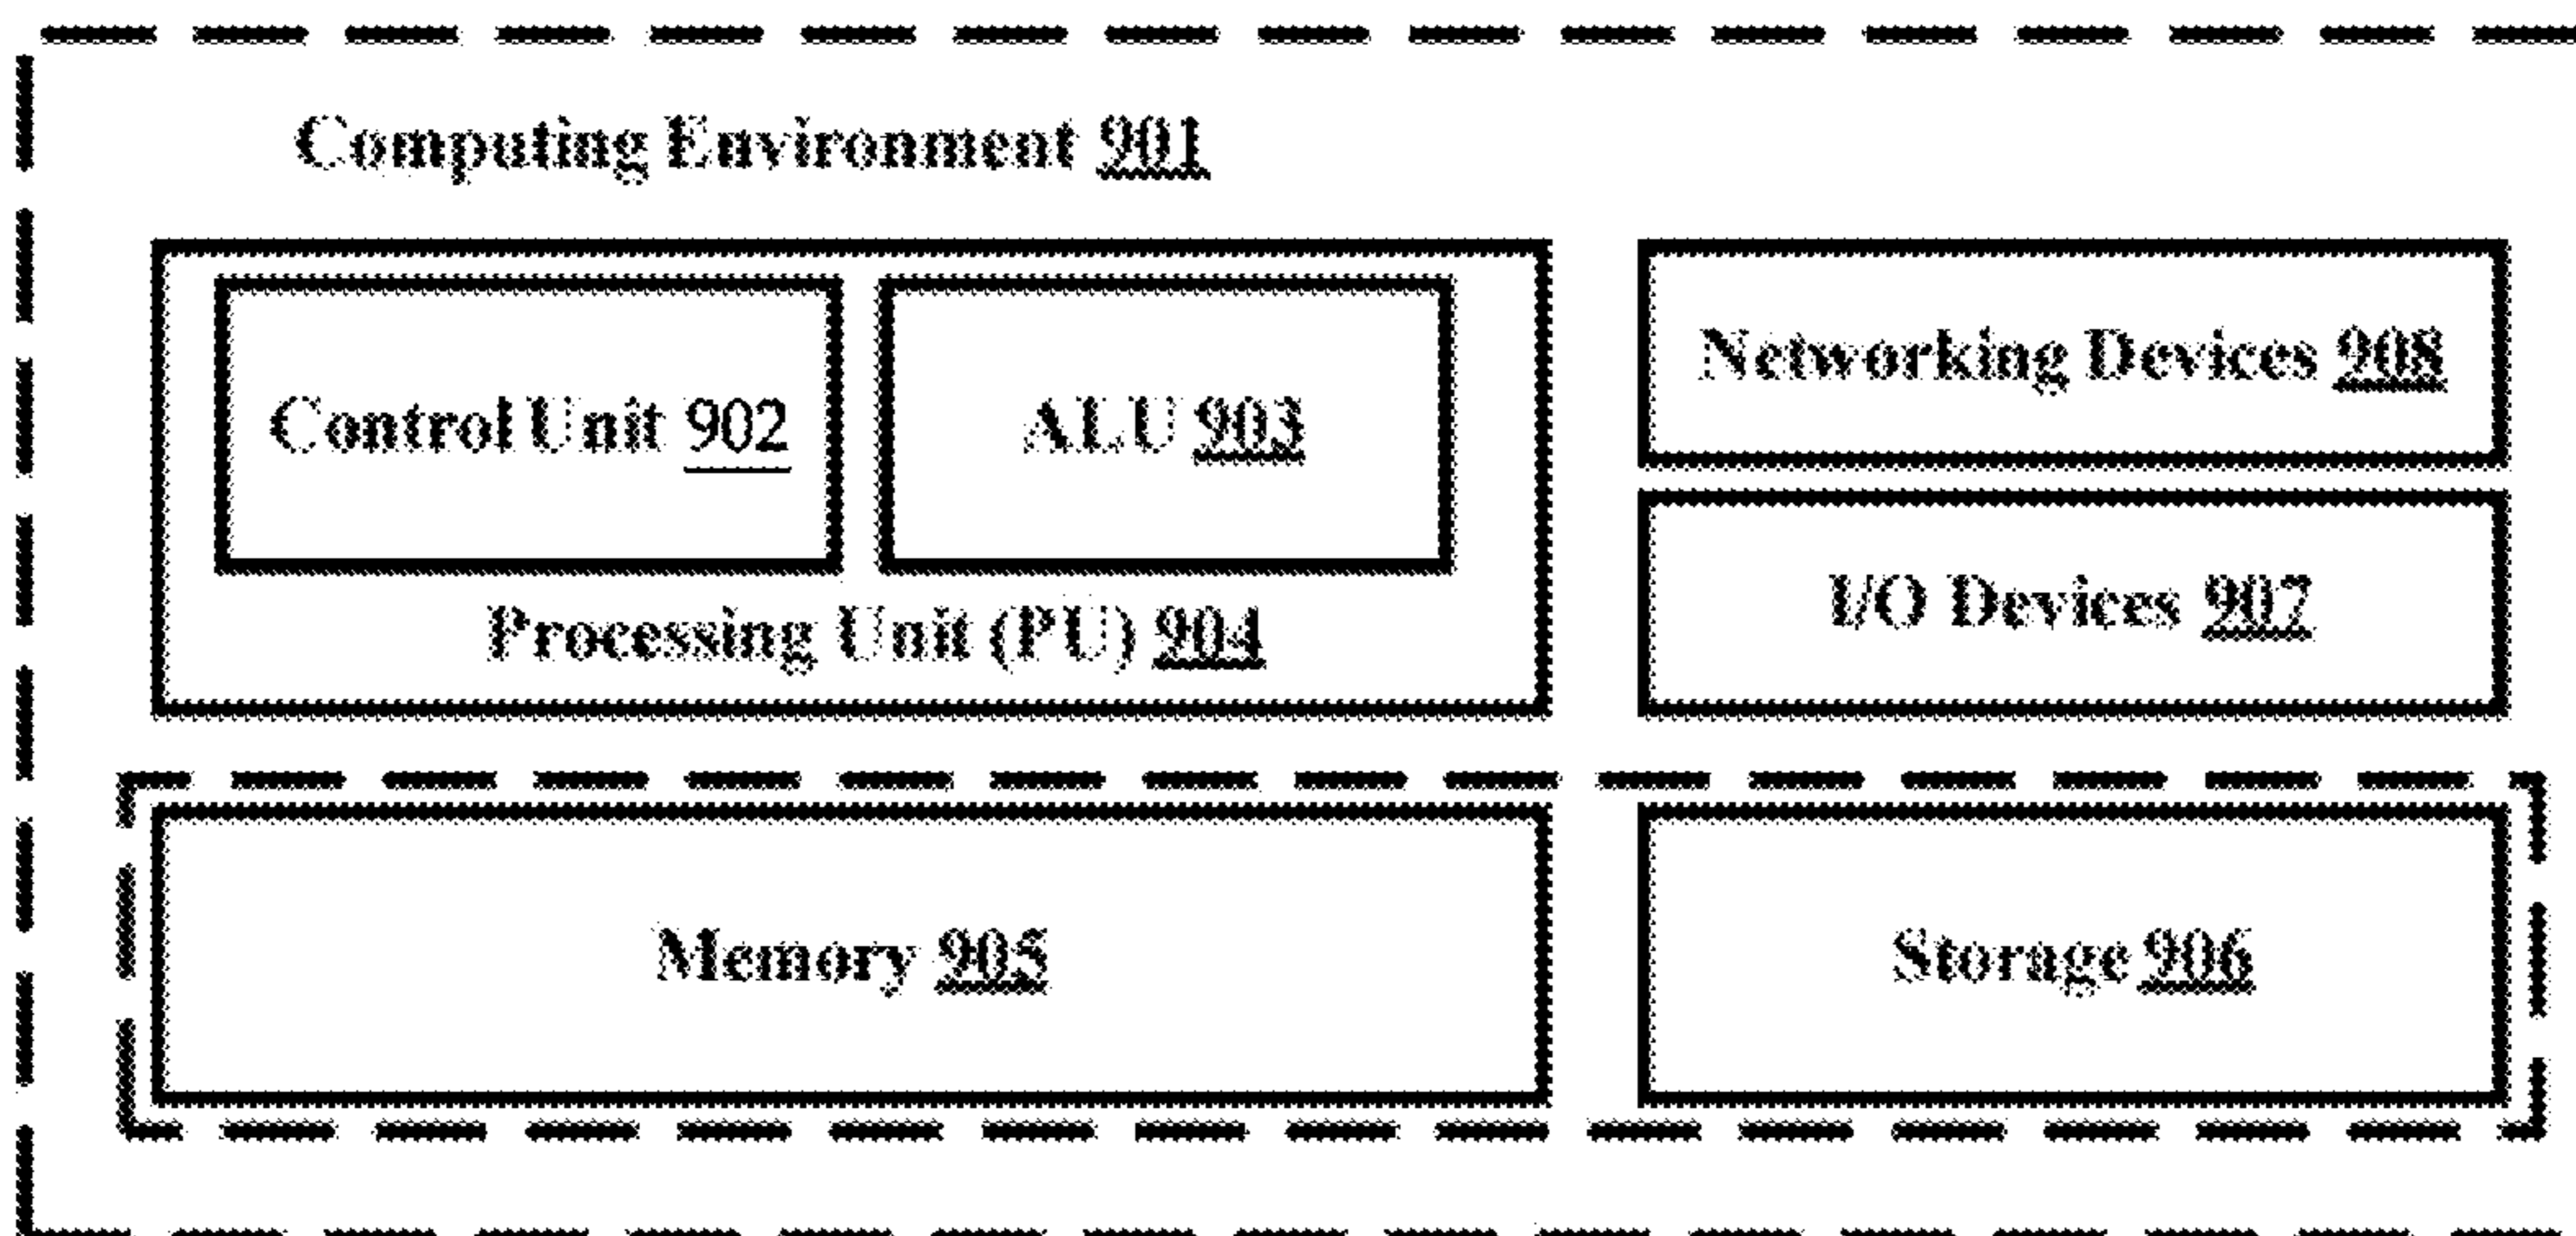 Computing Environment 901
Control Unit 902
ALU 903
Processing Unit (PU) 904
Networking Devices 908
I/O Devices 907
Memory 905
Storage 906